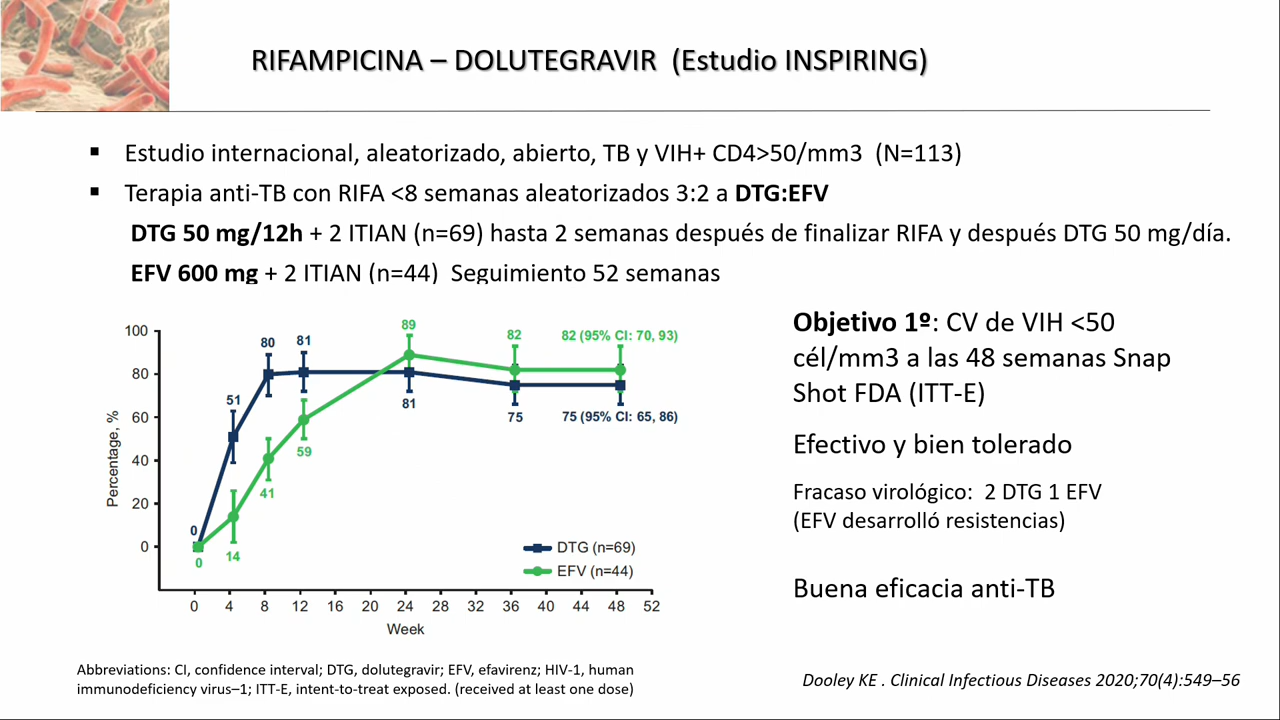 RIFAMPICINA – DOLUTEGRAVIR (Estudio INSPIRING)
▪ Estudio internacional, aleatorizado, abierto, TB y VIH+ CD4>50/mm3 (N=113)
▪ Terapia anti-TB con RIFA <8 semanas aleatorizados 3:2 a DTG:EFV
DTG 50 mg/12h + 2 ITIAN (n=69) hasta 2 semanas después de finalizar RIFA y después DTG 50 mg/día.
EFV 600 mg + 2 ITIAN (n=44) Seguimiento 52 semanas
Percentage, %
100
80
60
40
20
0
0
51
80
81
89
82
82 (95% CI: 70, 93)
0
14
41
59
81
75
75 (95% CI: 65, 86)
DTG (n=69)
EFV (n=44)
0 4 8 12 16 20 24 28 32 36 40 44 48 52
Week
Objetivo 1º: CV de VIH <50
cél/mm3 a las 48 semanas Snap
Shot FDA (ITT-E)
Efectivo y bien tolerado
Fracaso virológico: 2 DTG 1 EFV
(EFV desarrolló resistencias)
Buena eficacia anti-TB
Abbreviations: CI, confidence interval; DTG, dolutegravir; EFV, efavirenz; HIV-1, human
immunodeficiency virus–1; ITT-E, intent-to-treat exposed. (received at least one dose)
Dooley KE . Clinical Infectious Diseases 2020;70(4):549–56